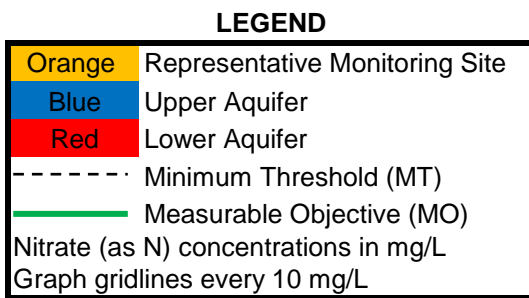 LEGEND
Orange Representative Monitoring Site
Blue Upper Aquifer
Red Lower Aquifer
Minimum Threshold (MT)
Measurable Objective (MO)
Nitrate (as N) concentrations in mg/L
Graph gridlines every 10 mg/L